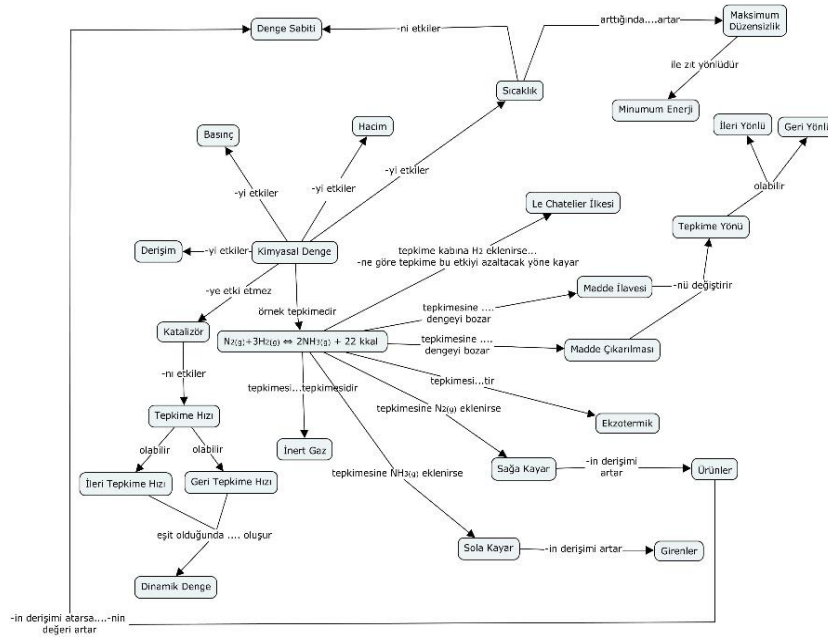 Denge Sabiti
-ni etkiler
arttığında....artar
Maksimum
Düzensizlik
ile zıt yönlüdür
Sıcaklık
Minumum Enerji
Basınç
Hacim
İleri Yönlü
Geri Yönlü
-yi etkiler
-yi etkiler
-yi etkiler
olabilir
Le Chatelier İlkesi
Tepkime Yönü
Derişim
-yi etkiler
Kimyasal Denge
tepkime kabına H2 eklenirse...
-ne göre tepkime bu etkiyi azaltacak yöne kayar
-ye etki etmez
örnek tepkimedir
Madde İlavesi
-nü değiştirir
Katalizör
tepkimesine ....
dengeyi bozar
N2(g)+3H2(g) ⇔ 2NH3(g) + 22 kkal
tepkimesine ....
dengeyi bozar
Madde Çıkarılması
-nı etkiler
tepkimesi...tepkimesidir
tepkimesi...tir
tepkimesine N2(g) eklenirse
Tepkime Hızı
Ekzotermik
olabilir
olabilir
İnert Gaz
tepkimesine NH3(g) eklenirse
Sağa Kayar
-in derişimi
artar
Ürünler
İleri Tepkime Hızı
Geri Tepkime Hızı
eşit olduğunda .... oluşur
Sola Kayar
-in derişimi artar
Girenler
Dinamik Denge
-in derişimi atarsa....-nin
değeri artar